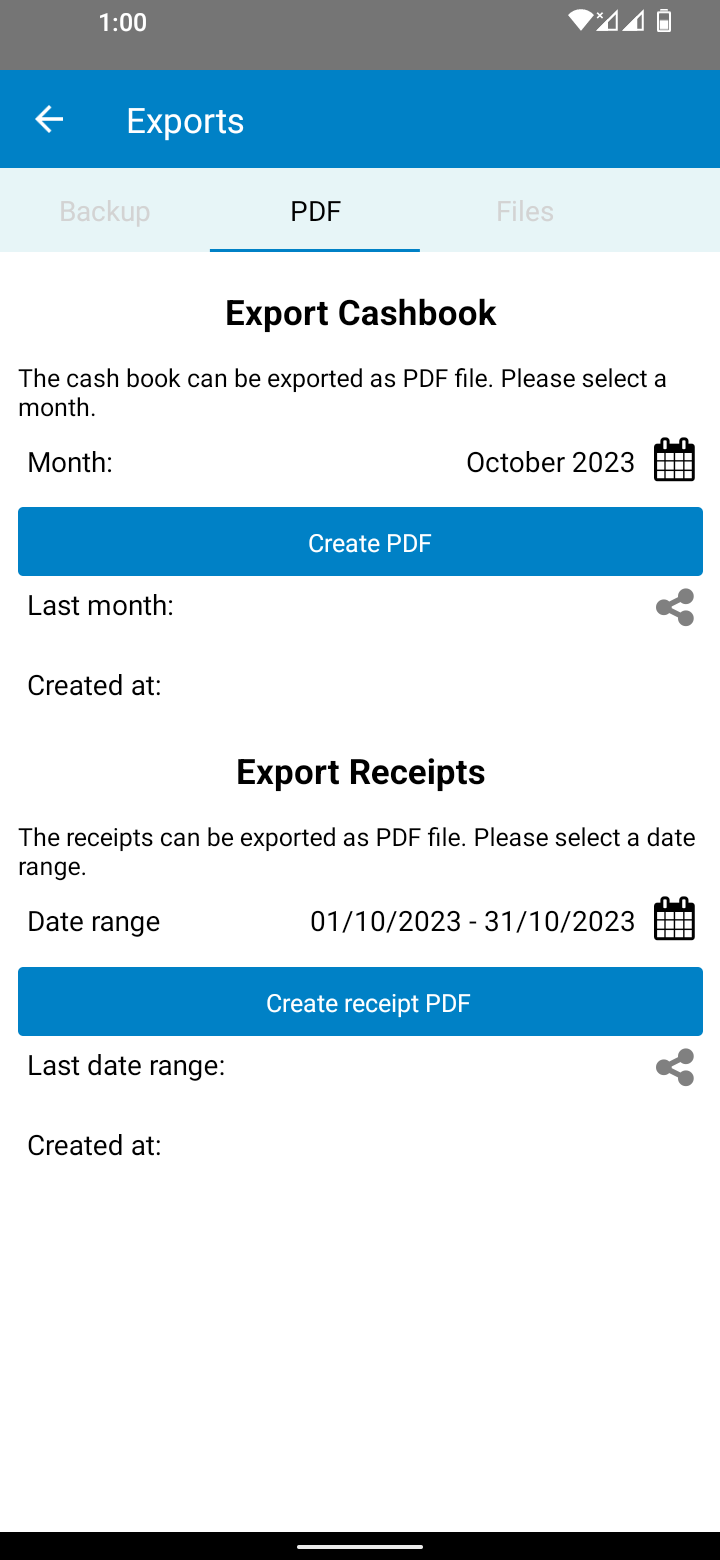 1:00
Exports
Backup
PDF
Files
Export Cashbook
The cash book can be exported as PDF file. Please select a
month.
Month:
October 2023
Create PDF
Last month:
Created at:
Export Receipts
The receipts can be exported as PDF file. Please select a date
range.
Date range
01/10/2023 - 31/10/2023
Create receipt PDF
Last date range:
Created at: